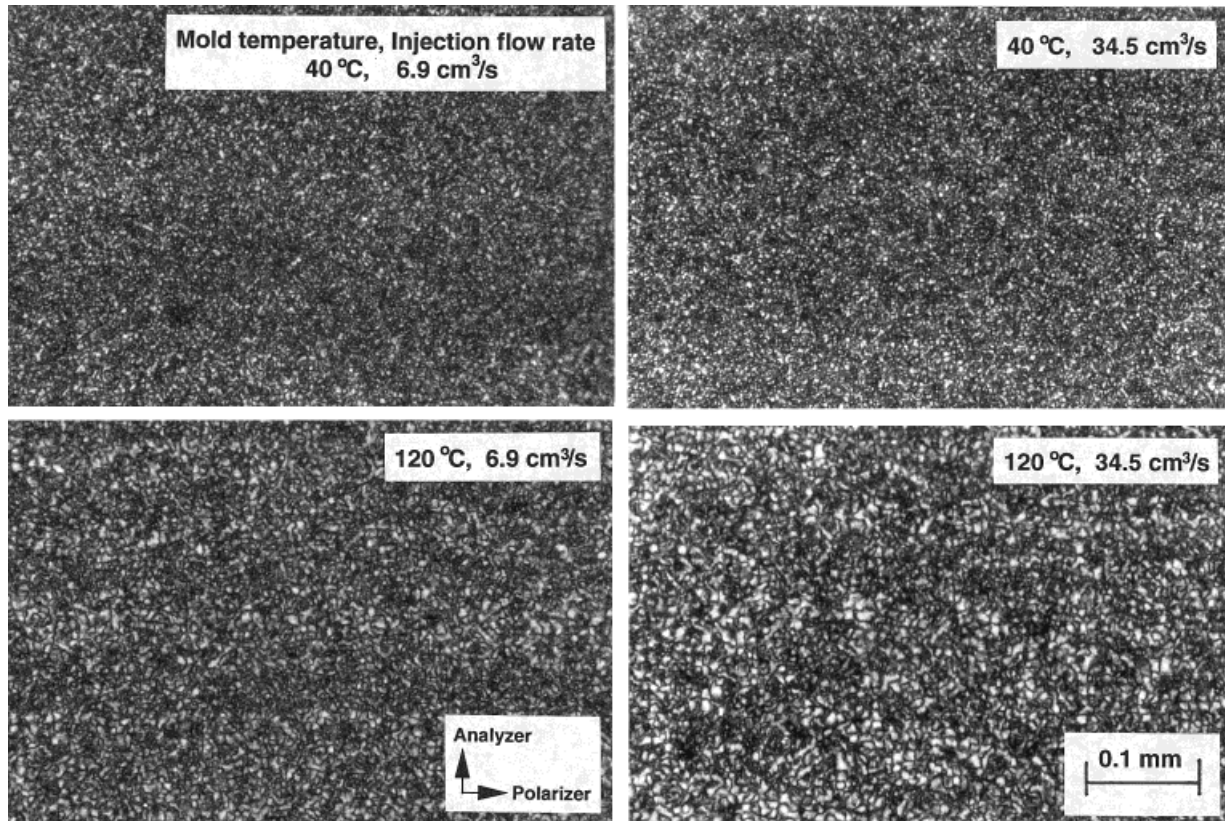 Mold temperature, Injection flow rate
40 °C, 6.9 cm³/s
40 °C, 34.5 cm³/s
120 °C, 6.9 cm³/s
120 °C, 34.5 cm³/s
Analyzer
Polarizer
0.1 mm